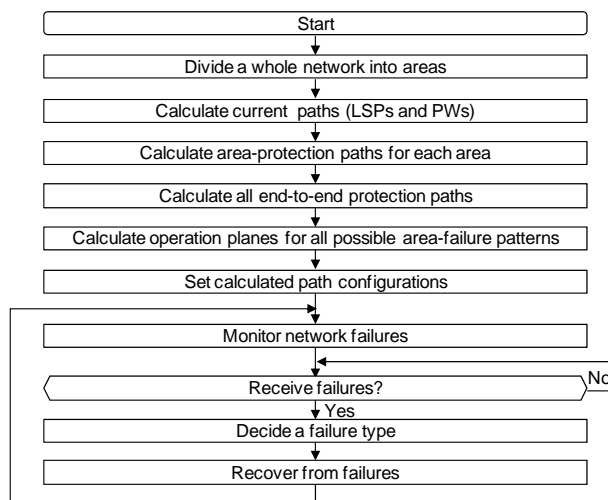 Start
Divide a whole network into areas
Calculate current paths (LSPs and PWs)
Calculate area-protection paths for each area
Calculate all end-to-end protection paths
Calculate operation planes for all possible area-failure patterns
Set calculated path configurations
Monitor network failures
Receive failures?
No
Yes
Decide a failure type
Recover from failures